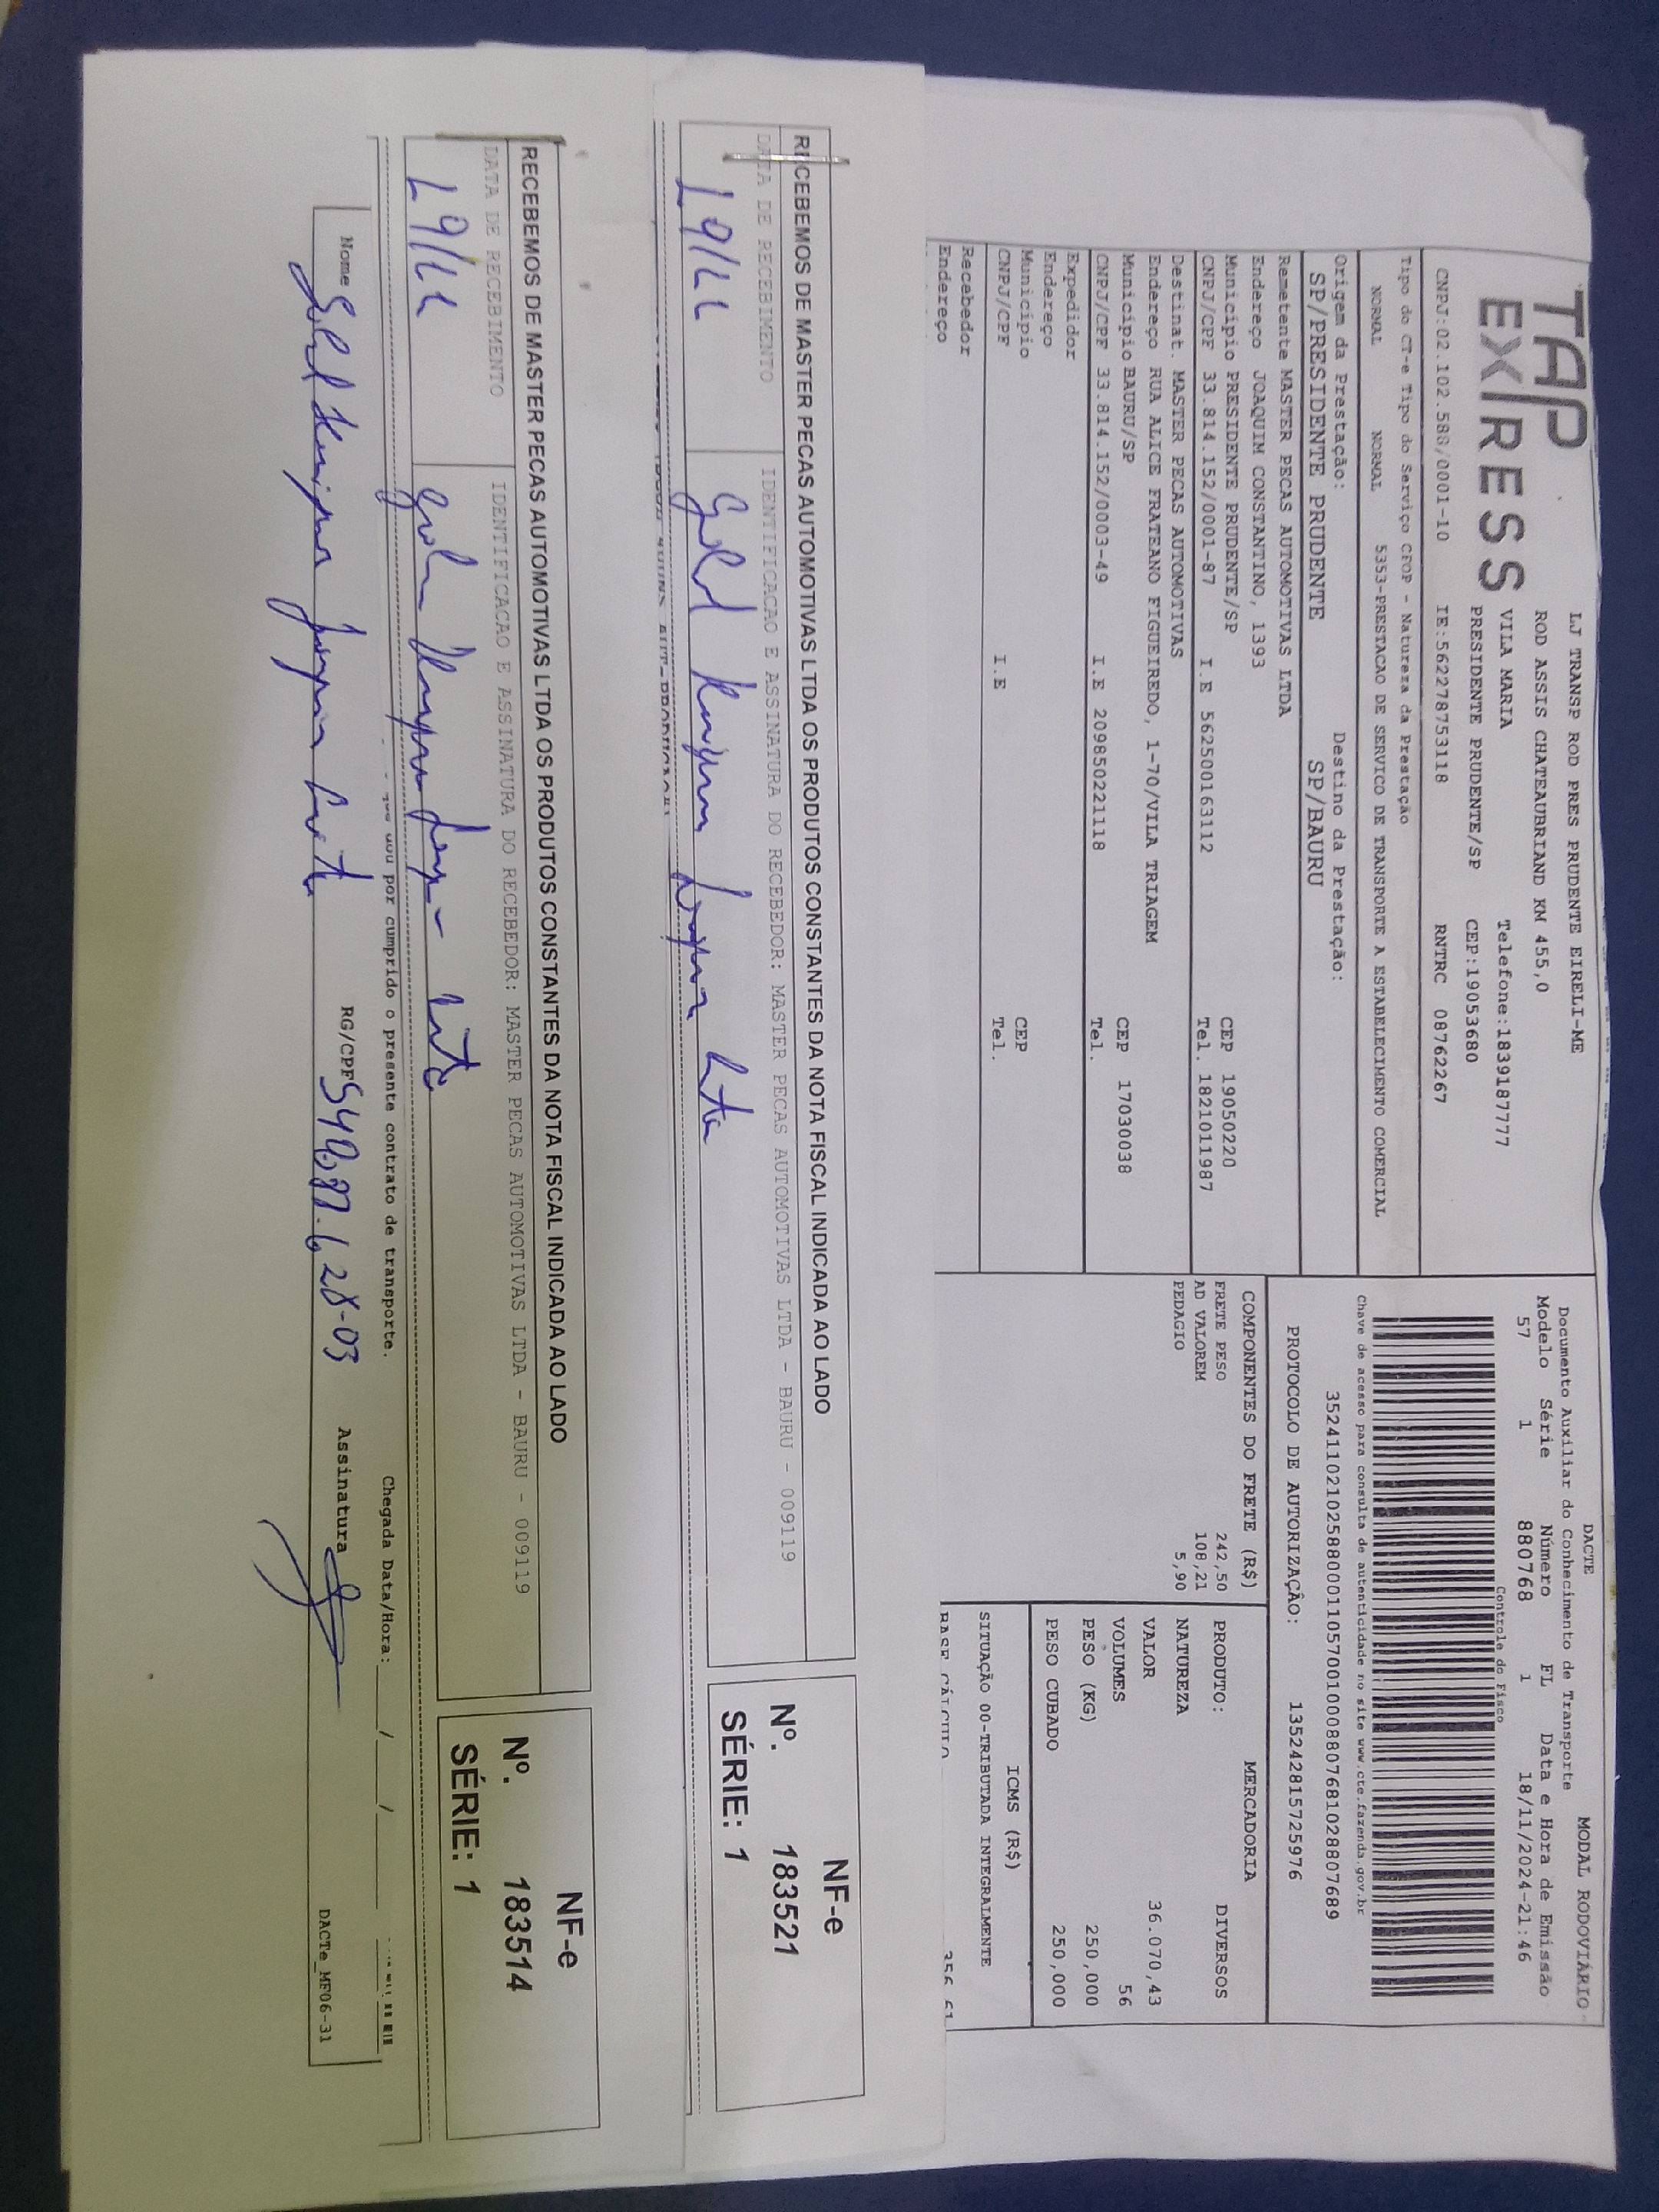 TAP
EXPRESS
LJ TRANSP ROD PRES PRUDENTE EIRELI-ME
ROD ASSIS CHATEAUBRIAND KM 455,0
VILA MARIA Telefone:1839187777
PRESIDENTE PRUDENTE/SP CEP:19053680
CNPJ:02.102.588/0001-10 IE:562278753118 RNTRC 08762267
Tipo do CT-e Tipo do Serviço CFOP - Natureza da Prestação
NORMAL NORMAL 5353-PRESTACAO DE SERVICO DE TRANSPORTE A ESTABELECIMENTO COMERCIAL
Origem da Prestação: Destino da Prestação:
SP/PRESIDENTE PRUDENTE SP/BAURU
Remetente MASTER PECAS AUTOMOTIVAS LTDA
Endereço JOAQUIM CONSTANTINO, 1393
Município PRESIDENTE PRUDENTE/SP CEP 19050220
CNPJ/CPF 33.814.152/0001-87 I.E 562500163112 Tel. 1821011987
Destinat. MASTER PECAS AUTOMOTIVAS
Endereço RUA ALICE FRATEANO FIGUEIREDO, 1-70/VILA TRIAGEM
Município BAURU/SP CEP 17030038
CNPJ/CPF 33.814.152/0003-49 I.E 209850221118 Tel.
Expedidor
Endereço
Município CEP
CNPJ/CPF I.E Tel.
Recebedor
Endereço
DACTE MODAL RODOVIÁRIO
Documento Auxiliar do Conhecimento de Transporte
Modelo Série Número FL Data e Hora de Emissão
57 1 880768 1 18/11/2024-21:46
Controle do Fisco
Chave de acesso para consulta de autenticidade no site www.cte.fazenda.gov.br
35241102102588000110570010008807681028807689
PROTOCOLO DE AUTORIZAÇÃO: 135242815725976
COMPONENTES DO FRETE (R$)
FRETE PESO 242,50
AD VALOREM 108,21
PEDAGIO 5,90
MERCADORIA
PRODUTO: DIVERSOS
NATUREZA
VALOR 36.070,43
VOLUMES 56
PESO (KG) 250,000
PESO CUBADO 250,000
ICMS (R$)
SITUAÇÃO 00-TRIBUTADA INTEGRALMENTE
BASE CÁLCULO 356,61
RECEBEMOS DE MASTER PECAS AUTOMOTIVAS LTDA OS PRODUTOS CONSTANTES DA NOTA FISCAL INDICADA AO LADO
DATA DE RECEBIMENTO IDENTIFICACAO E ASSINATURA DO RECEBEDOR: MASTER PECAS AUTOMOTIVAS LTDA - BAURU - 009119
19/11
NF-e
Nº. 183521
SÉRIE: 1
RECEBEMOS DE MASTER PECAS AUTOMOTIVAS LTDA OS PRODUTOS CONSTANTES DA NOTA FISCAL INDICADA AO LADO
DATA DE RECEBIMENTO IDENTIFICACAO E ASSINATURA DO RECEBEDOR: MASTER PECAS AUTOMOTIVAS LTDA - BAURU - 009119
19/11
NF-e
Nº. 183514
SÉRIE: 1
dou por cumprido o presente contrato de transporte. Chegada Data/Hora: / /
Nome RG/CPF Assinatura
DACTe_MF06-31